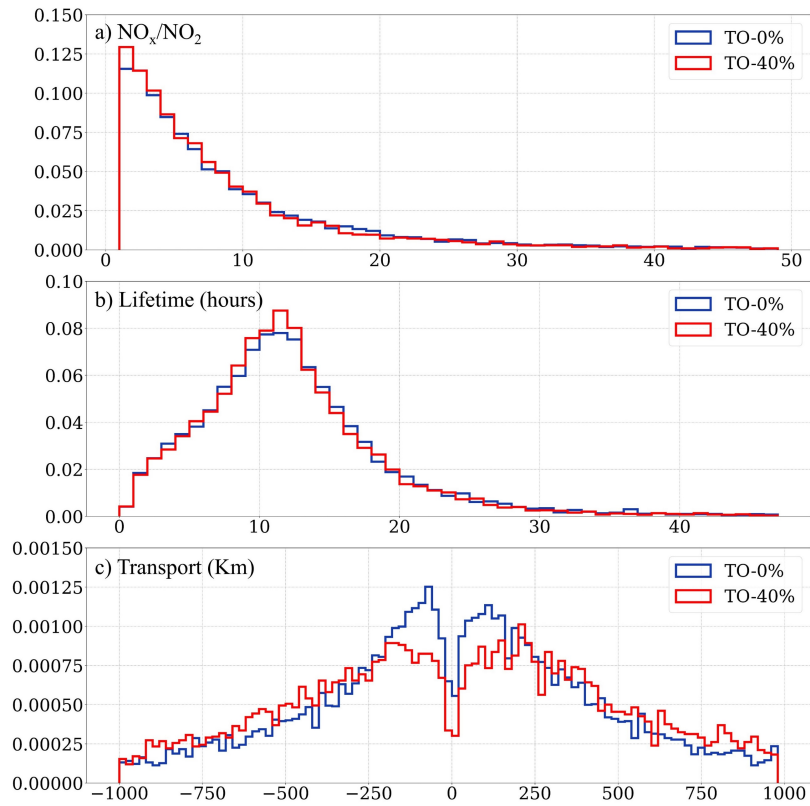 a) NOₓ/NO₂
TO-0%
TO-40%
0.150
0.125
0.100
0.075
0.050
0.025
0.000
0 10 20 30 40 50
b) Lifetime (hours)
TO-0%
TO-40%
0.10
0.08
0.06
0.04
0.02
0.00
0 10 20 30 40
c) Transport (Km)
TO-0%
TO-40%
0.00150
0.00125
0.00100
0.00075
0.00050
0.00025
0.00000
−1000 −750 −500 −250 0 250 500 750 1000